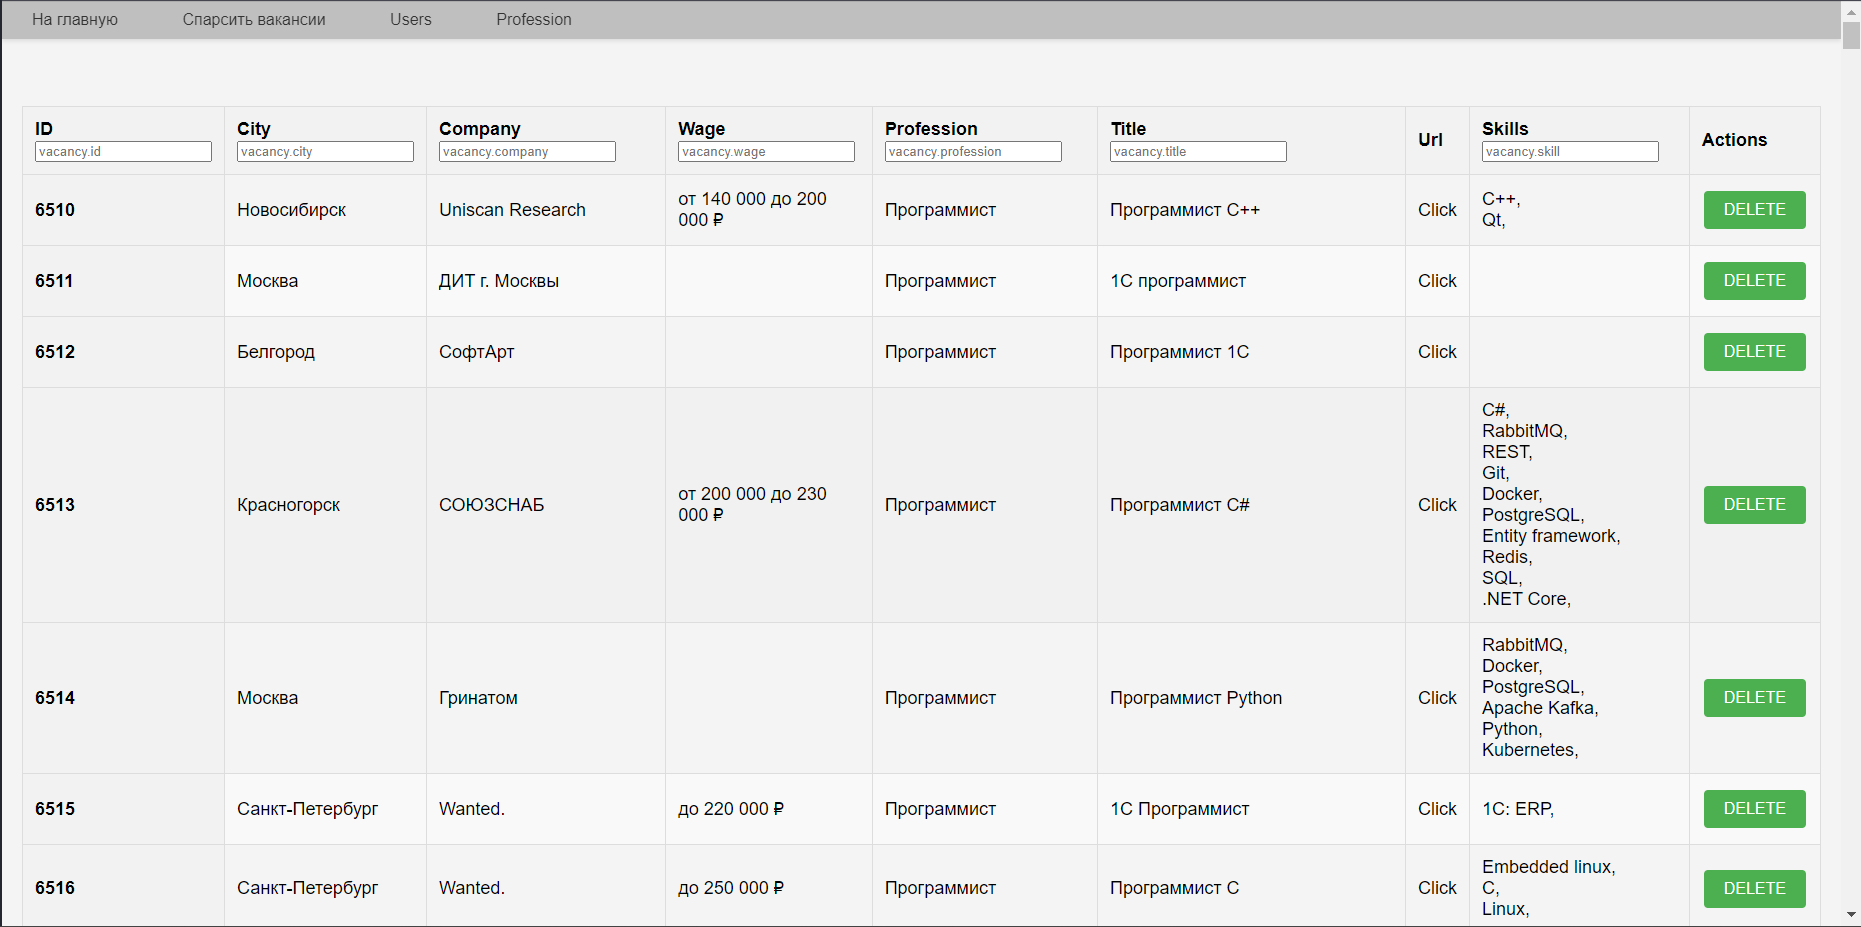 На главную Спарсить вакансии Users Profession
ID City Company Wage Profession Title Url Skills Actions
vacancy.id vacancy.city vacancy.company vacancy.wage vacancy.profession vacancy.title vacancy.skill
6510 Новосибирск Uniscan Research от 140 000 до 200 000 ₽ Программист Программист C++ Click C++, Qt, DELETE
6511 Москва ДИТ г. Москвы Программист 1С программист Click DELETE
6512 Белгород СофтАрт Программист Программист 1С Click DELETE
6513 Красногорск СОЮЗСНАБ от 200 000 до 230 000 ₽ Программист Программист C# Click
C#,
RabbitMQ,
REST,
Git,
Docker,
PostgreSQL,
Entity framework,
Redis,
SQL,
.NET Core,
DELETE
6514 Москва Гринатом Программист Программист Python Click
RabbitMQ,
Docker,
PostgreSQL,
Apache Kafka,
Python,
Kubernetes,
DELETE
6515 Санкт-Петербург Wanted. до 220 000 ₽ Программист 1С Программист Click 1С: ERP, DELETE
6516 Санкт-Петербург Wanted. до 250 000 ₽ Программист Программист С Click
Embedded linux,
C,
Linux,
DELETE